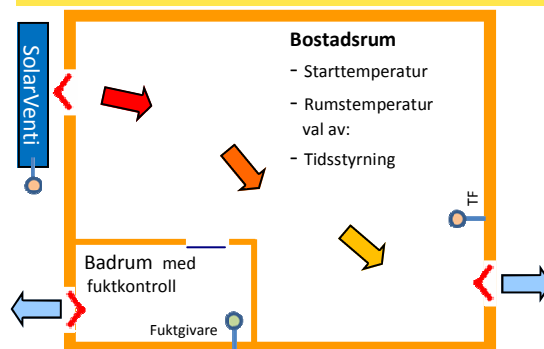 SolarVenti
Bostadsrum
- Starttemperatur
- Rumstemperatur
val av:
- Tidsstyrning
TF
Badrum med
fuktkontroll
Fuktgivare